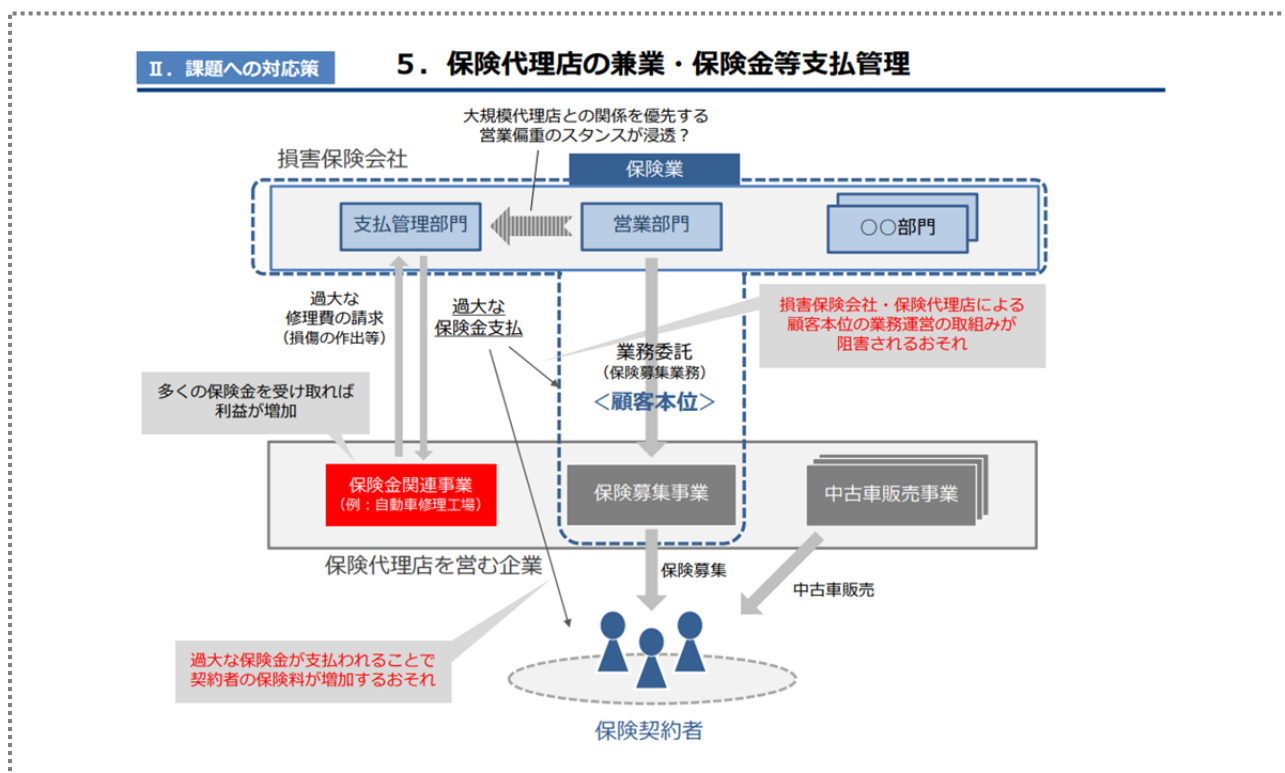 Ⅱ．課題への対応策
５．保険代理店の兼業・保険金等支払管理
大規模代理店との関係を優先する
営業偏重のスタンスが浸透？
損害保険会社
保険業
支払管理部門
営業部門
〇〇部門
過大な
修理費の請求
（損傷の作出等）
過大な
保険金支払
損害保険会社・保険代理店による
顧客本位の業務運営の取組みが
阻害されるおそれ
業務委託
（保険募集業務）
＜顧客本位＞
多くの保険金を受け取れば
利益が増加
保険金関連事業
（例：自動車修理工場）
保険募集事業
中古車販売事業
保険代理店を営む企業
保険募集
中古車販売
過大な保険金が支払われることで
契約者の保険料が増加するおそれ
保険契約者